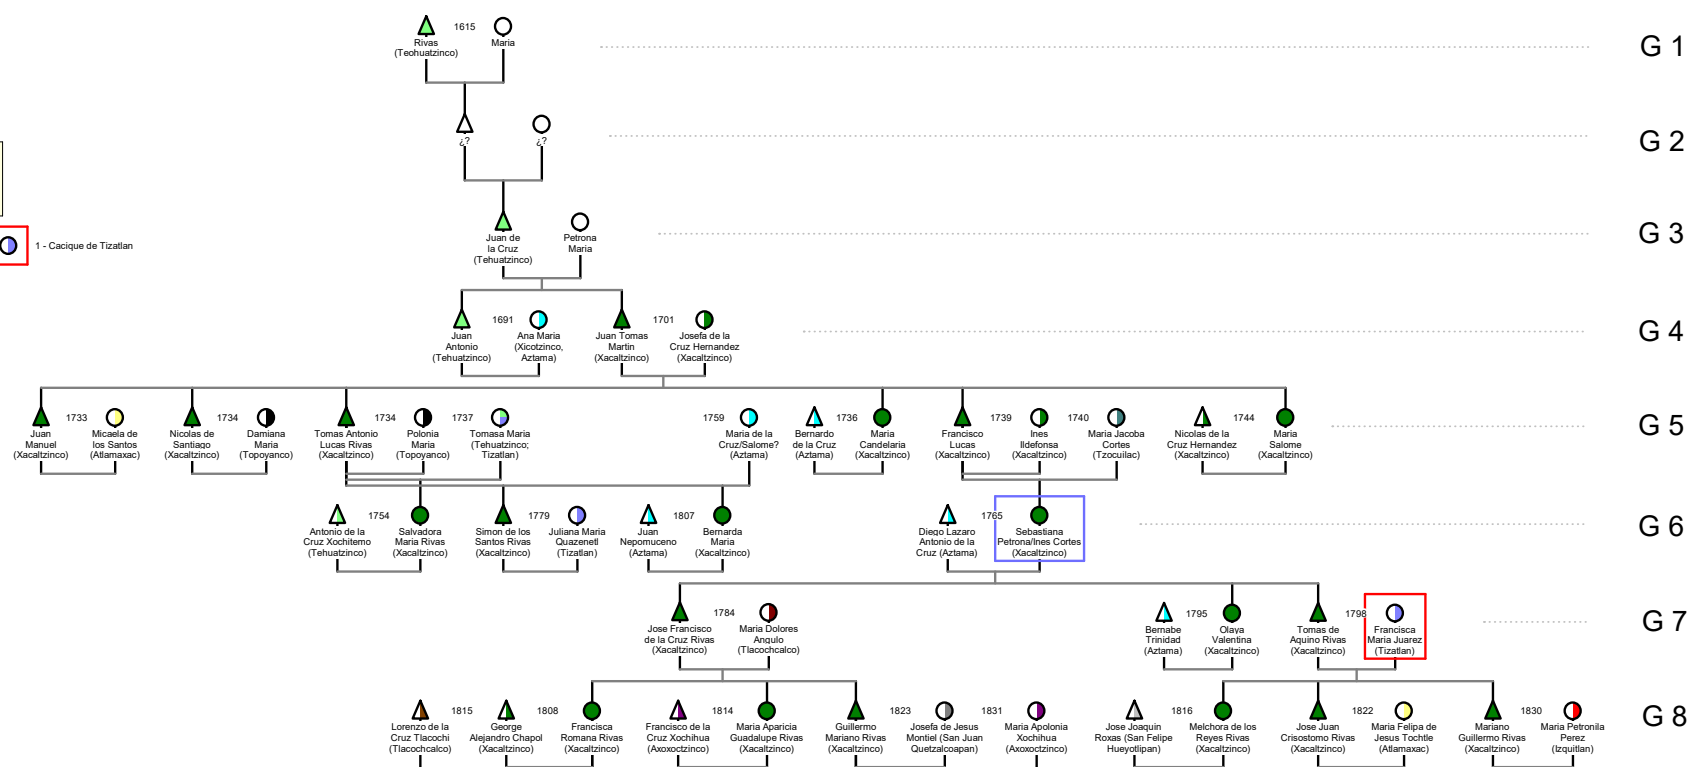 1615
Rivas
(Teohuatzinco)
Maria
G 1
¿?
¿?
G 2
1 - Cacique de Tizatlan
Juan de
la Cruz
(Tehuatzinco)
Petrona
Maria
G 3
1691
1701
Juan
Antonio
(Tehuatzinco)
Ana Maria
(Xicotzinco,
Aztama)
Juan Tomas
Martin
(Xacaltzinco)
Josefa de la
Cruz Hernandez
(Xacaltzinco)
G 4
1733
Juan
Manuel
(Xacaltzinco)
Micaela de
los Santos
(Atlamaxac)
1734
Nicolas de
Santiago
(Xacaltzinco)
Damiana
Maria
(Topoyanco)
1734
Tomas Antonio
Lucas Rivas
(Xacaltzinco)
Polonia
Maria
(Topoyanco)
1737
Tomasa Maria
(Tehuatzinco;
Tizatlan)
1759
Maria de la
Cruz/Salome?
(Aztama)
Bernardo
de la Cruz
(Aztama)
1736
Maria
Candelaria
(Xacaltzinco)
Francisco
Lucas
(Xacaltzinco)
1739
Ines
Ildefonsa
(Xacaltzinco)
1740
Maria Jacoba
Cortes
(Tzocuilac)
Nicolas de la
Cruz Hernandez
(Xacaltzinco)
1744
Maria
Salome
(Xacaltzinco)
G 5
Antonio de la
Cruz Xochitemo
(Tehuatzinco)
1754
Salvadora
Maria Rivas
(Xacaltzinco)
Simon de los
Santos Rivas
(Xacaltzinco)
1779
Juliana Maria
Quazenetl
(Tizatlan)
Juan
Nepomuceno
(Aztama)
1807
Bernarda
Maria
(Xacaltzinco)
Diego Lazaro
Antonio de la
Cruz (Aztama)
1765
Sebastiana
Petrona/Ines Cortes
(Xacaltzinco)
G 6
Jose Francisco
de la Cruz Rivas
(Xacaltzinco)
1784
Maria Dolores
Angulo
(Tlacochcalco)
Bernabe
Trinidad
(Aztama)
1795
Olaya
Valentina
(Xacaltzinco)
Tomas de
Aquino Rivas
(Xacaltzinco)
1798
Francisca
Maria Juarez
(Tizatlan)
G 7
Lorenzo de la
Cruz Tlacochi
(Tlacochcalco)
1815
George
Alejandro Chapol
(Xacaltzinco)
1808
Francisca
Romana Rivas
(Xacaltzinco)
Francisco de la
Cruz Xochihua
(Axoxoctzinco)
1814
Maria Aparicia
Guadalupe Rivas
(Xacaltzinco)
Guillermo
Mariano Rivas
(Xacaltzinco)
1823
Josefa de Jesus
Montiel (San Juan
Quetzalcoapan)
1831
Maria Apolonia
Xochihua
(Axoxoctzinco)
Jose Joaquin
Roxas (San Felipe
Hueyotlipan)
1816
Melchora de los
Reyes Rivas
(Xacaltzinco)
Jose Juan
Crisostomo Rivas
(Xacaltzinco)
1822
Maria Felipa de
Jesus Tochtle
(Atlamaxac)
Mariano
Guillermo Rivas
(Xacaltzinco)
1830
Maria Petronila
Perez
(Izquitlan)
G 8